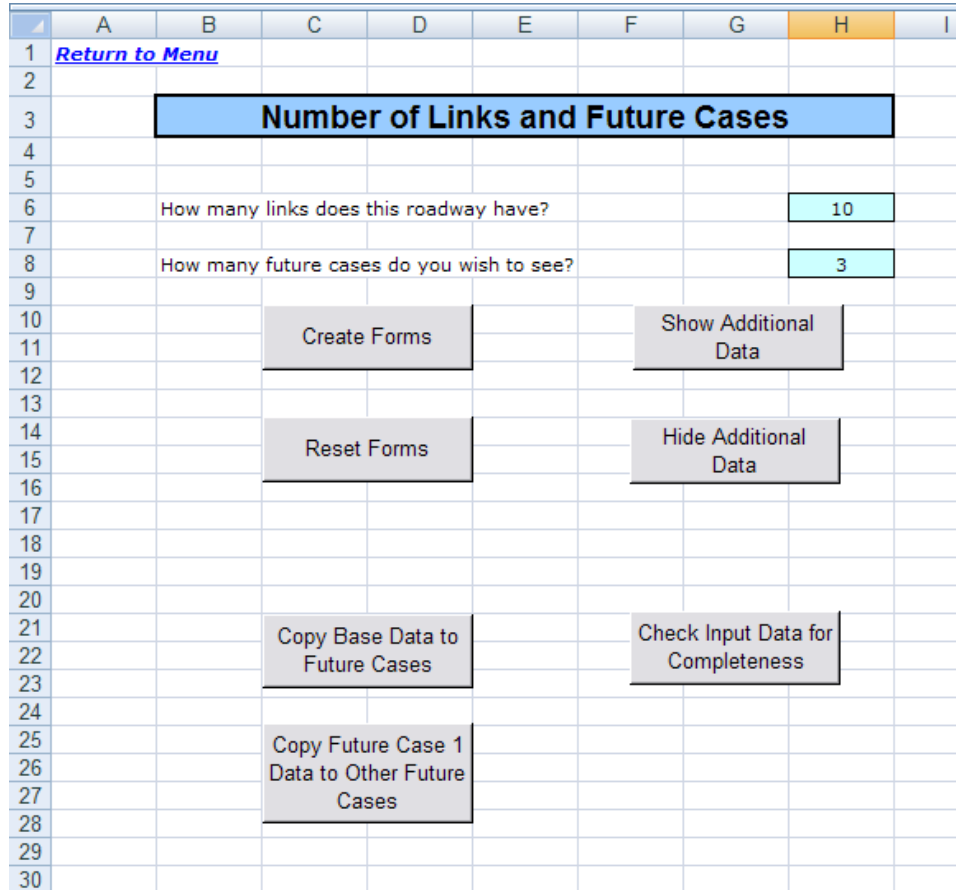 A B C D E F G H I
1 Return to Menu
2
3 Number of Links and Future Cases
4
5
6 How many links does this roadway have? 10
7
8 How many future cases do you wish to see? 3
9
10 Create Forms Show Additional
11 Data
12
13
14 Reset Forms Hide Additional
15 Data
16
17
18
19
20
21 Copy Base Data to Check Input Data for
22 Future Cases Completeness
23
24
25 Copy Future Case 1
26 Data to Other Future
27 Cases
28
29
30